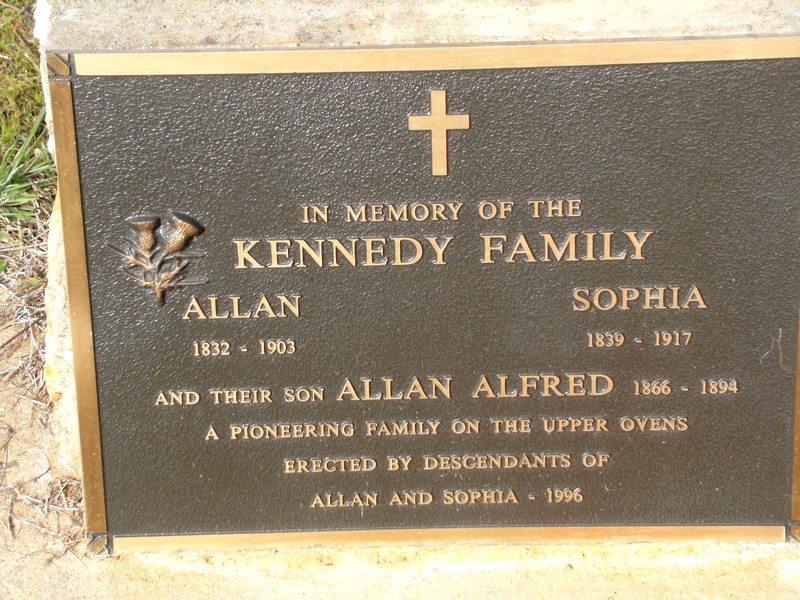 IN MEMORY OF THE
KENNEDY FAMILY
ALLAN SOPHIA
1832 - 1903 1839 - 1917
AND THEIR SON ALLAN ALFRED 1866 - 1894
A PIONEERING FAMILY ON THE UPPER OVENS
ERECTED BY DESCENDANTS OF
ALLAN AND SOPHIA - 1996